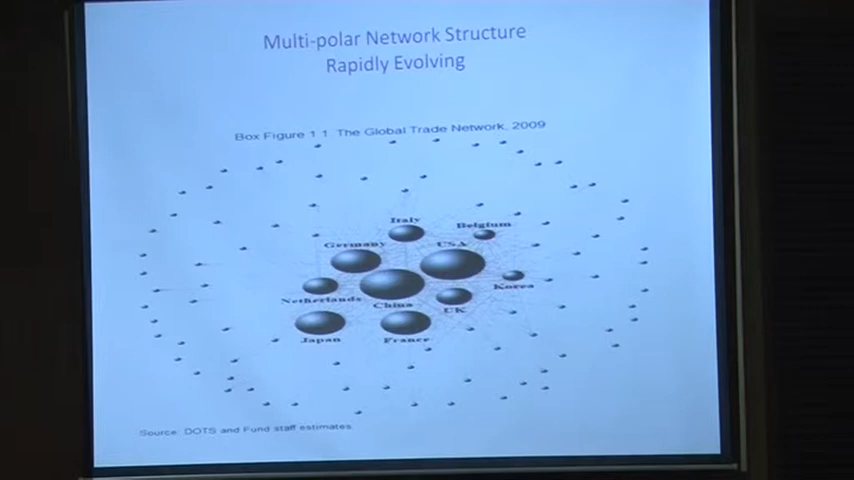 Multi-polar Network Structure
Rapidly Evolving
Box Figure 1 1 The Global Trade Network, 2009
Italy
Belgium
Germany
USA
Netherlands
China
Korea
UK
Japan
France
Source: DOTS and Fund staff estimates